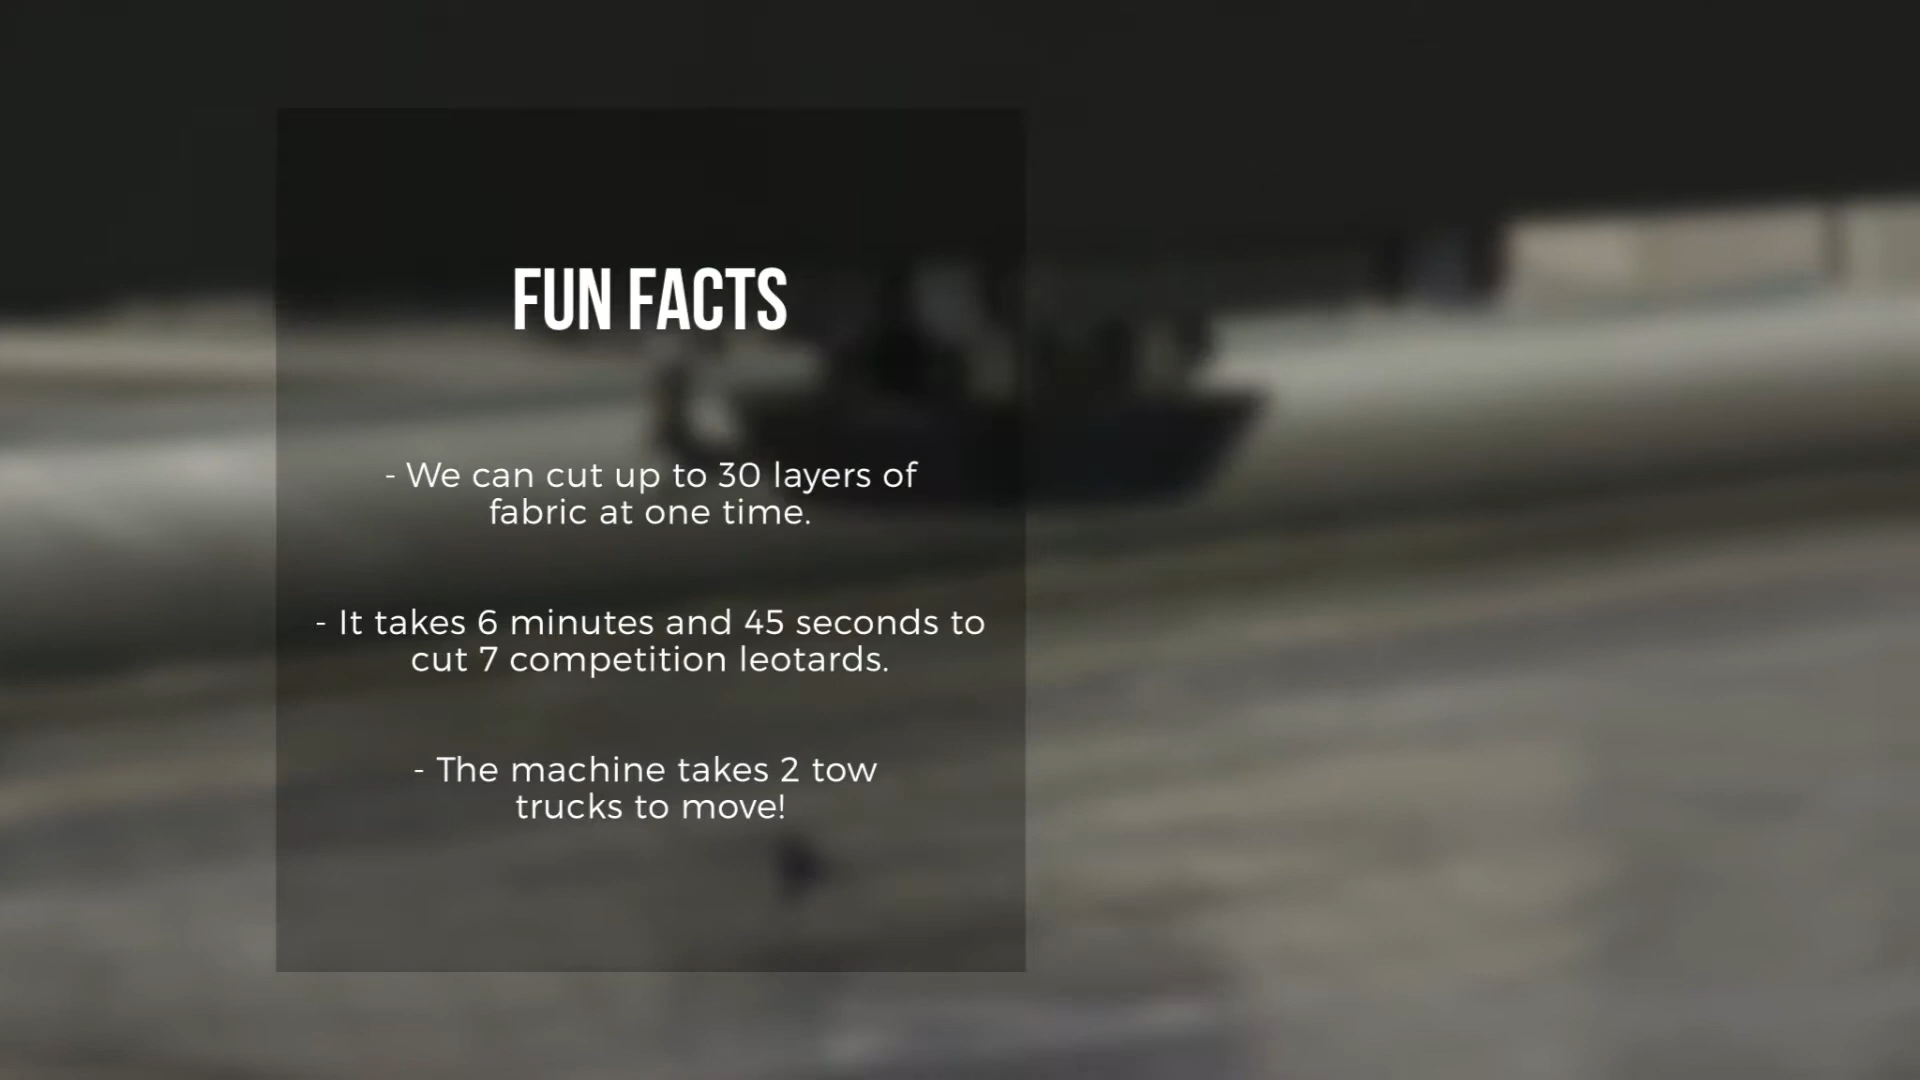 FUN FACTS
- We can cut up to 30 layers of
fabric at one time.
- It takes 6 minutes and 45 seconds to
cut 7 competition leotards.
- The machine takes 2 tow
trucks to move!